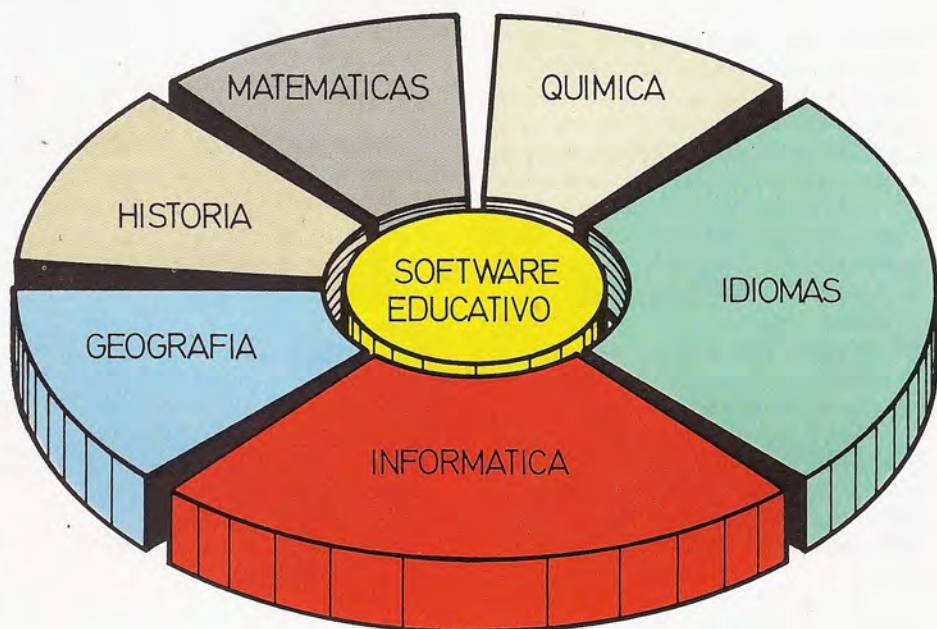 MATEMATICAS
QUIMICA
HISTORIA
SOFTWARE
EDUCATIVO
IDIOMAS
GEOGRAFIA
INFORMATICA